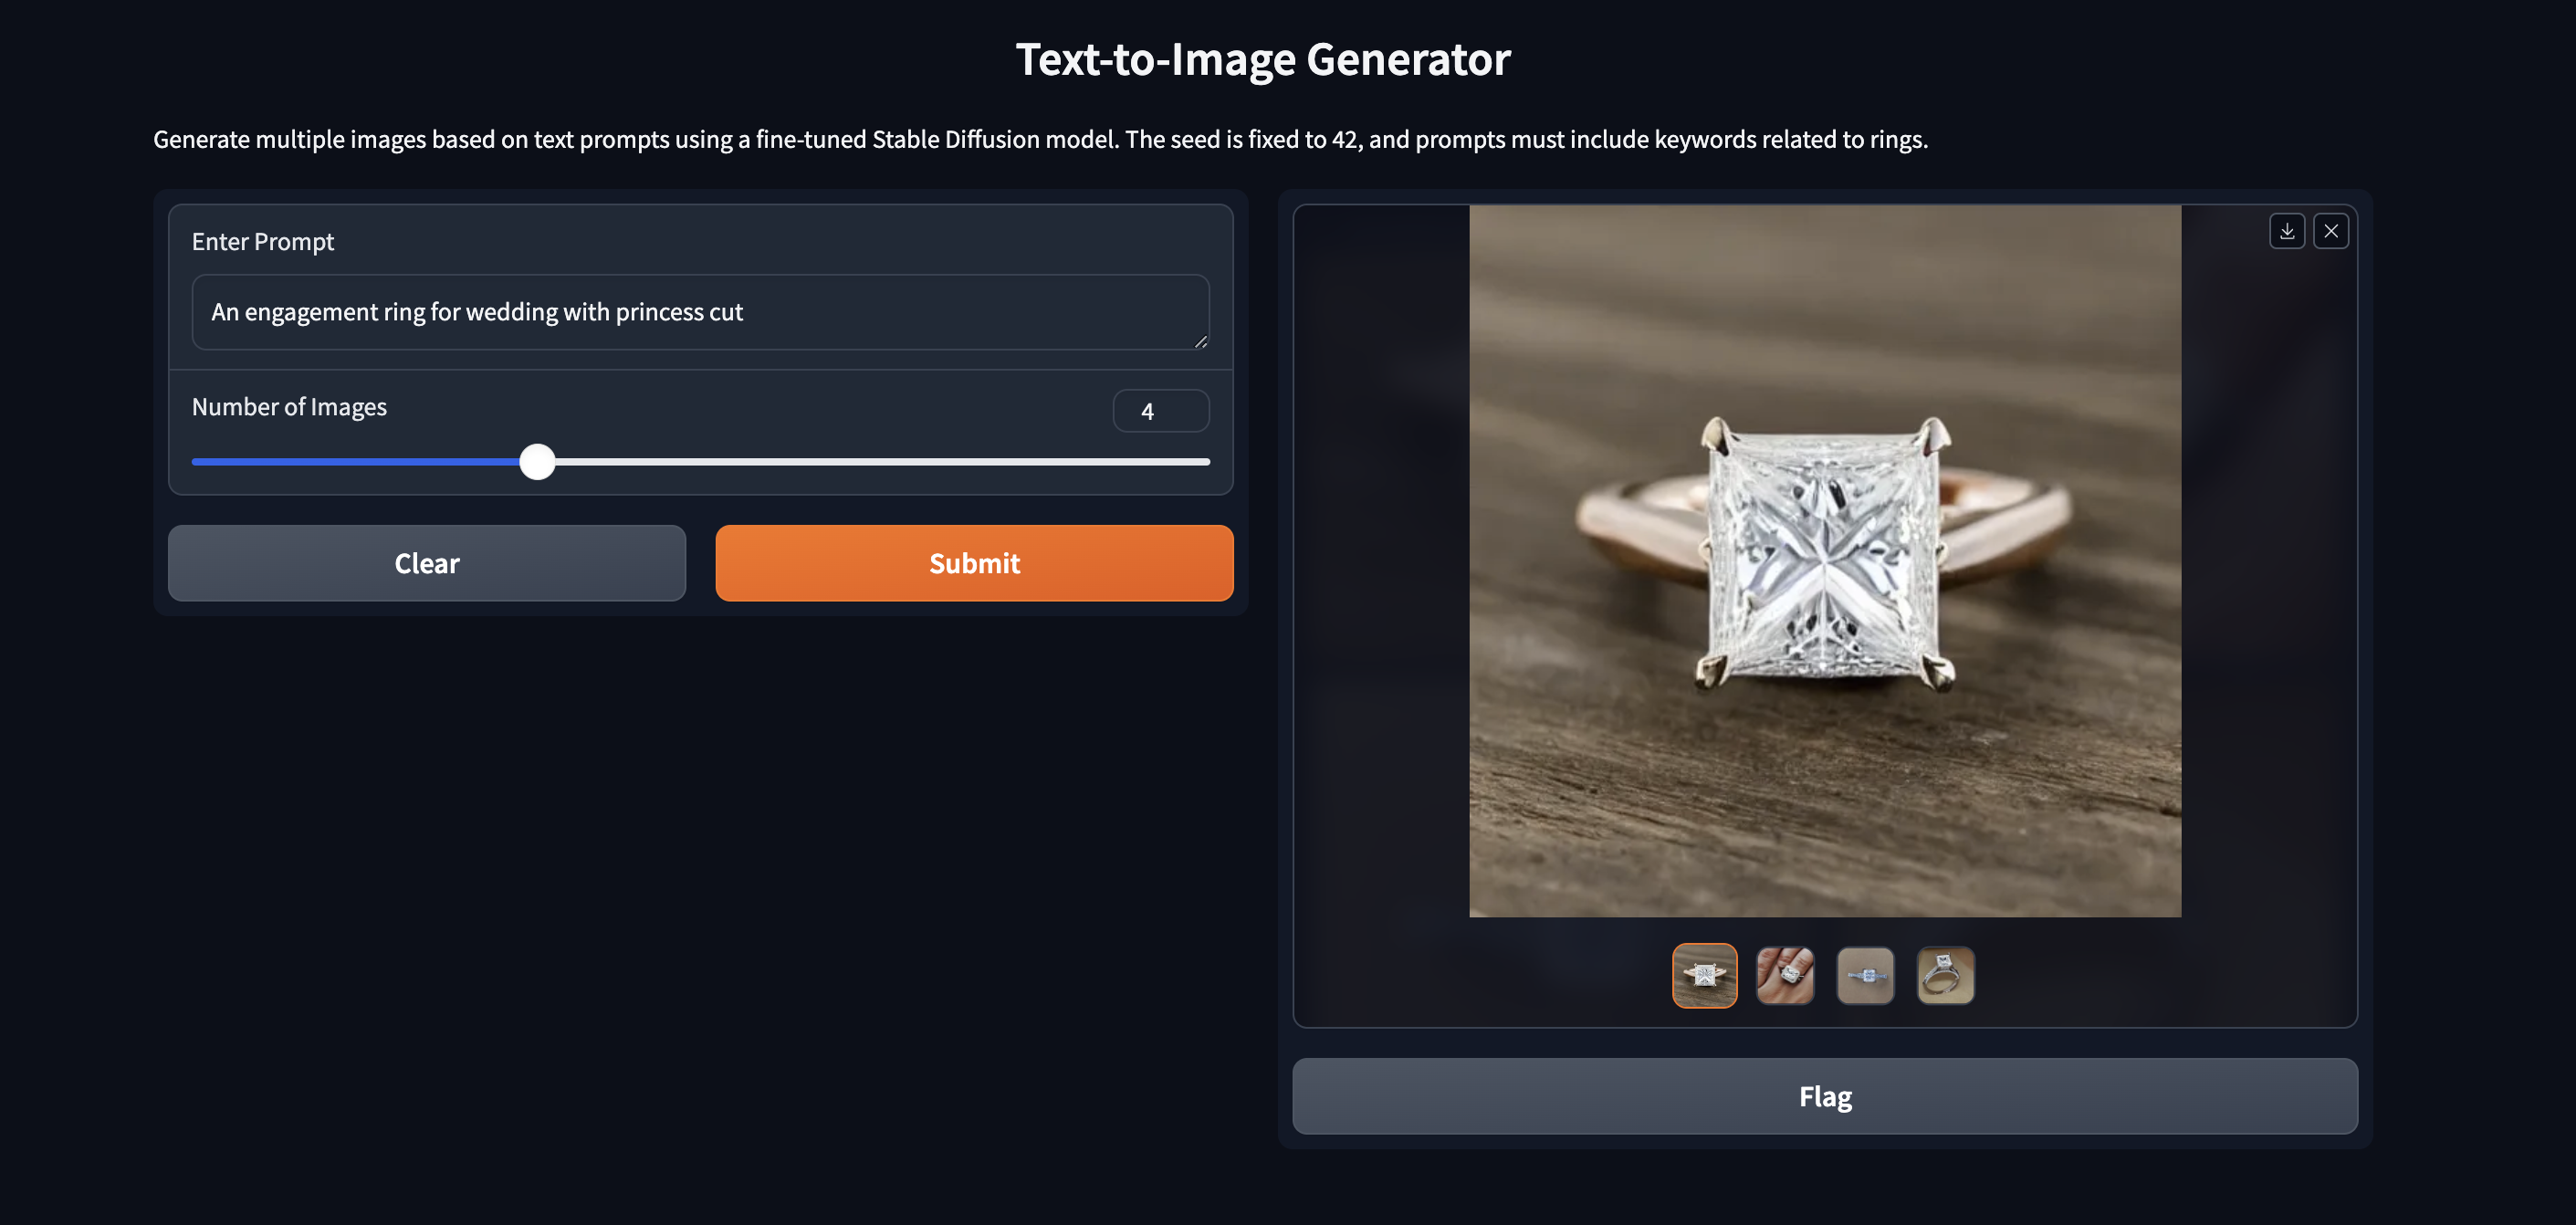 Text-to-Image Generator
Generate multiple images based on text prompts using a fine-tuned Stable Diffusion model. The seed is fixed to 42, and prompts must include keywords related to rings.
Enter Prompt
An engagement ring for wedding with princess cut
Number of Images
4
Clear
Submit
Flag